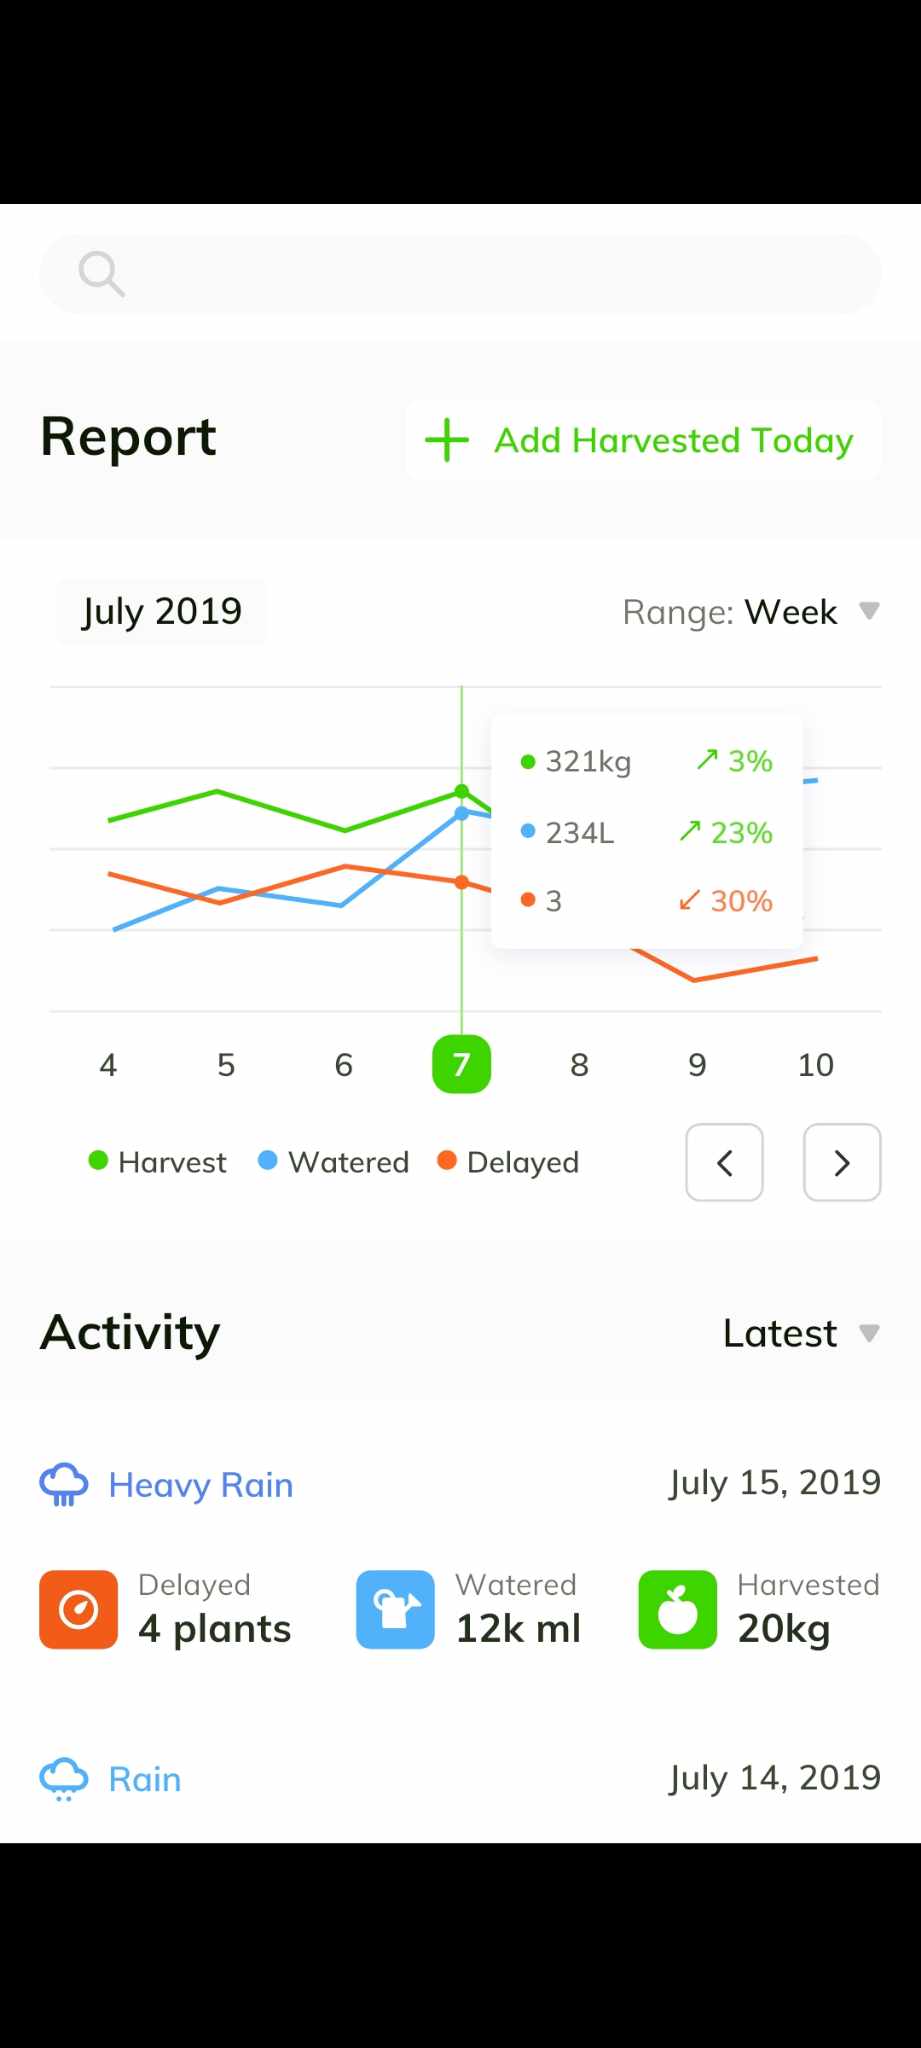 Report
Add Harvested Today
July 2019
Range: Week
321kg 3%
234L 23%
3 30%
4 5 6 7 8 9 10
Harvest Watered Delayed
Activity
Latest
Heavy Rain
July 15, 2019
Delayed
4 plants
Watered
12k ml
Harvested
20kg
Rain
July 14, 2019